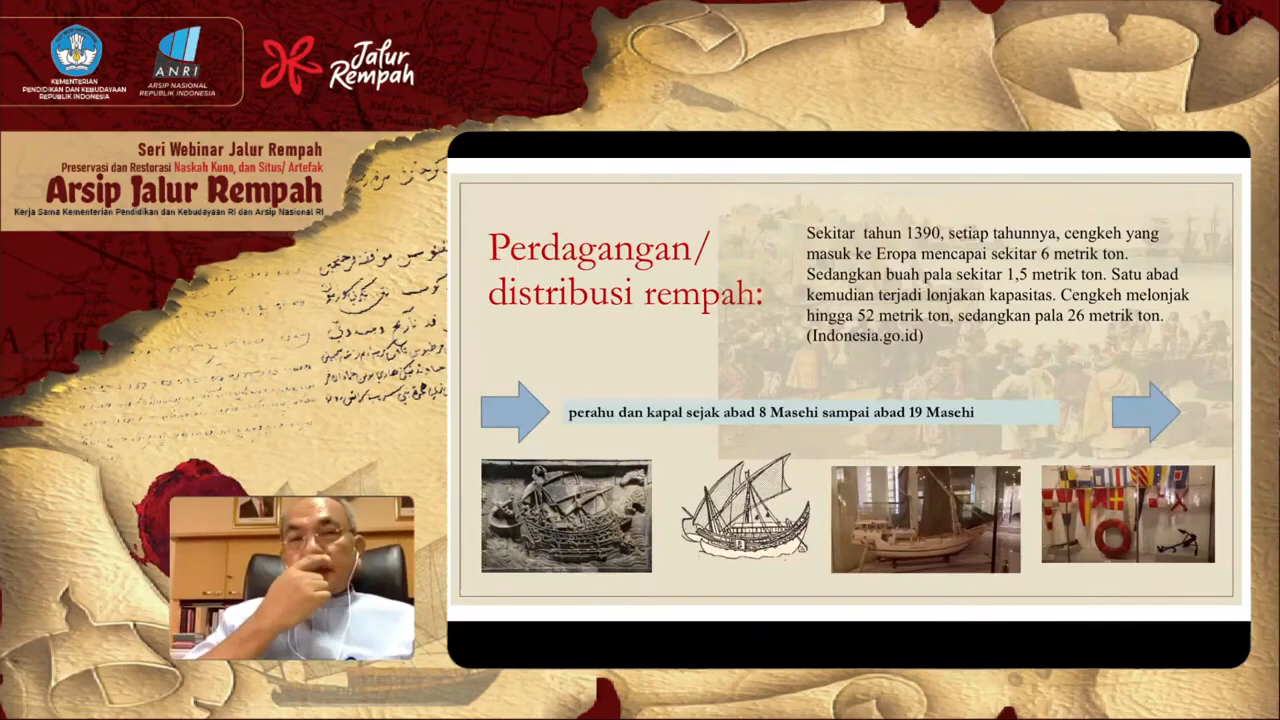 KEMENTERIAN
PENDIDIKAN DAN KEBUDAYAAN
REPUBLIK INDONESIA
ANRI
ARSIP NASIONAL
REPUBLIK INDONESIA
Jalur
Rempah
Seri Webinar Jalur Rempah
Preservasi dan Restorasi Naskah Kuno, dan Situs/ Artefak
Arsip Jalur Rempah
Kerja Sama Kementerian Pendidikan dan Kebudayaan RI dan Arsip Nasional RI
Perdagangan/
distribusi rempah:
Sekitar tahun 1390, setiap tahunnya, cengkeh yang
masuk ke Eropa mencapai sekitar 6 metrik ton.
Sedangkan buah pala sekitar 1,5 metrik ton. Satu abad
kemudian terjadi lonjakan kapasitas. Cengkeh melonjak
hingga 52 metrik ton, sedangkan pala 26 metrik ton.
(Indonesia.go.id)
perahu dan kapal sejak abad 8 Masehi sampai abad 19 Masehi